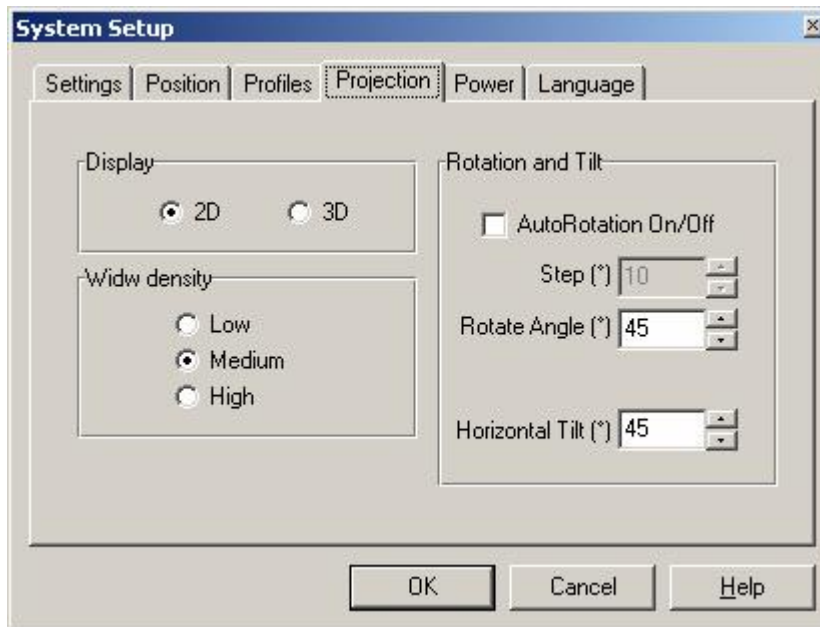 System Setup
Settings Position Profiles Projection Power Language
Display
2D 3D
Widw density
Low
Medium
High
Rotation and Tilt
AutoRotation On/Off
Step (°) 10
Rotate Angle (°) 45
Horizontal Tilt (°) 45
OK Cancel Help